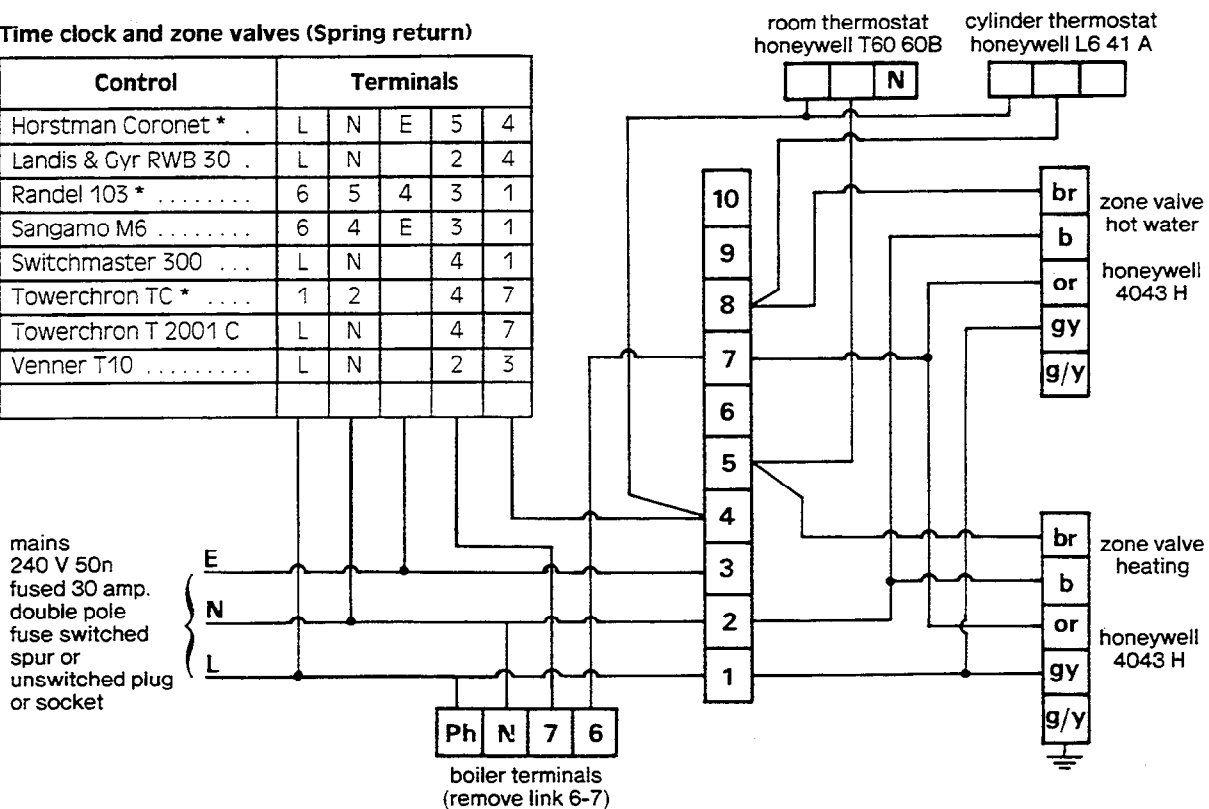 Time clock and zone valves (Spring return)
Control Terminals
Horstman Coronet * . L N E 5 4
Landis & Gyr RWB 30 . L N 2 4
Randel 103 * ........ 6 5 4 3 1
Sangamo M6 ........ 6 4 E 3 1
Switchmaster 300 ... L N 4 1
Towerchron TC * .... 1 2 4 7
Towerchron T 2001 C L N 4 7
Venner T10 ......... L N 2 3
room thermostat
honeywell T60 60B
N
cylinder thermostat
honeywell L6 41 A
10
9
8
7
6
5
4
3
2
1
br
b
or
gy
g/y
zone valve
hot water
honeywell
4043 H
br
b
or
gy
g/y
zone valve
heating
honeywell
4043 H
mains
240 V 50n
fused 30 amp.
double pole
fuse switched
spur or
unswitched plug
or socket
E
N
L
Ph N 7 6
boiler terminals
(remove link 6-7)